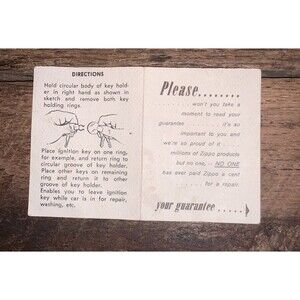 DIRECTIONS
Hold circular body of key hold-
er in right hand as shown in
sketch and remove both key
holding rings.
Place ignition key on one ring,
for example, and return ring to
circular groove of key holder.
Place other keys on remaining
ring and return it to other
groove of key holder.
Enables you to leave ignition
key while car is in for repair,
washing, etc.
Please........
. . . . . won't you take a
moment to read your
guarantee . . . . . it's so
important to you and
we're so proud of it . .
millions of Zippo products
but no one, — NO ONE
has ever paid Zippo a cent
. . . . . . . . for a repair.
your guarantee .....